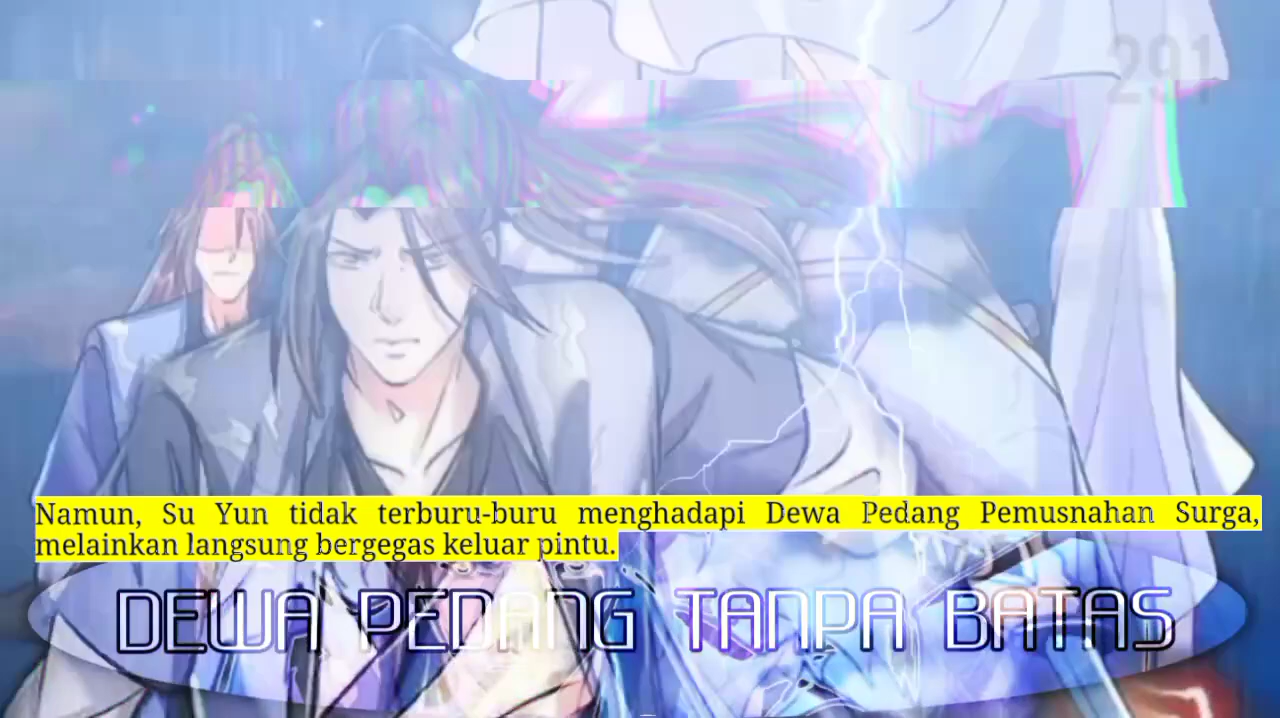 291
Namun, Su Yun tidak terburu-buru menghadapi Dewa Pedang Pemusnahan Surga,
melainkan langsung bergegas keluar pintu.
DEWA PEDANG TANPA BATAS